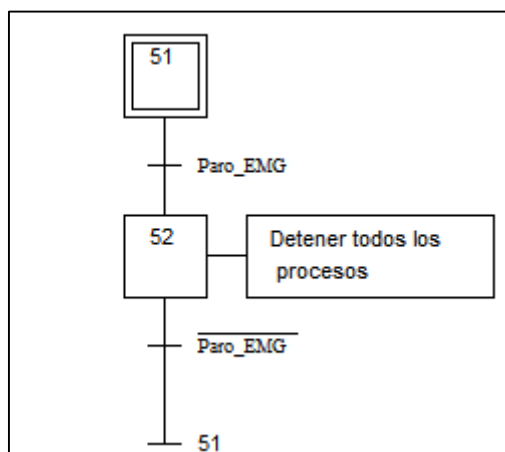 51
Paro_EMG
52
Detener todos los
procesos
Paro_EMG
51